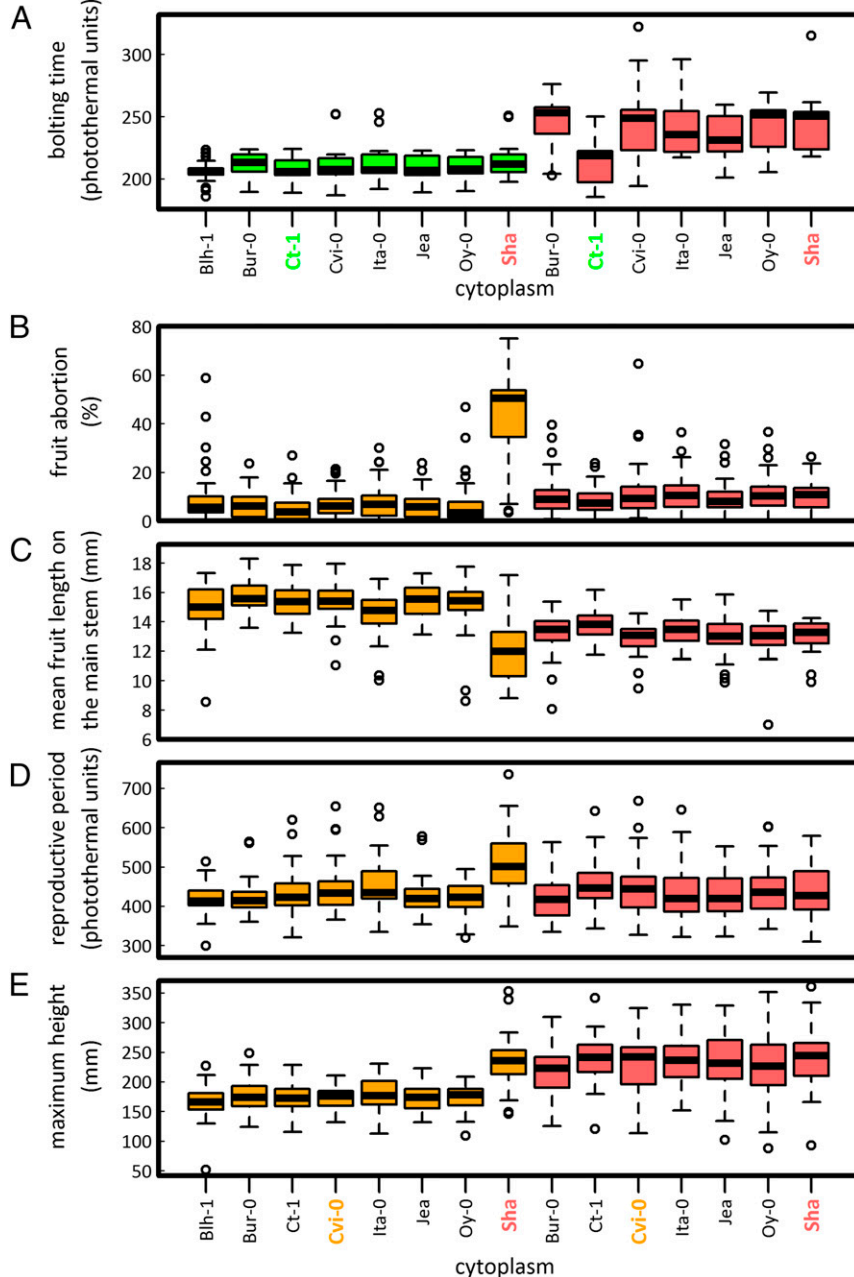 A
bolting time
(photothermal units)
300
250
200
Blh-1
Bur-0
Ct-1
Cvi-0
Ita-0
Jea
Oy-0
Sha
Bur-0
Ct-1
Cvi-0
Ita-0
Jea
Oy-0
Sha
cytoplasm
B
fruit abortion
(%)
80
60
40
20
0
C
mean fruit length on
the main stem (mm)
18
16
14
12
10
8
6
D
reproductive period
(photothermal units)
700
600
500
400
300
E
maximum height
(mm)
350
300
250
200
150
100
50
Blh-1
Bur-0
Ct-1
Cvi-0
Ita-0
Jea
Oy-0
Sha
Bur-0
Ct-1
Cvi-0
Ita-0
Jea
Oy-0
Sha
cytoplasm